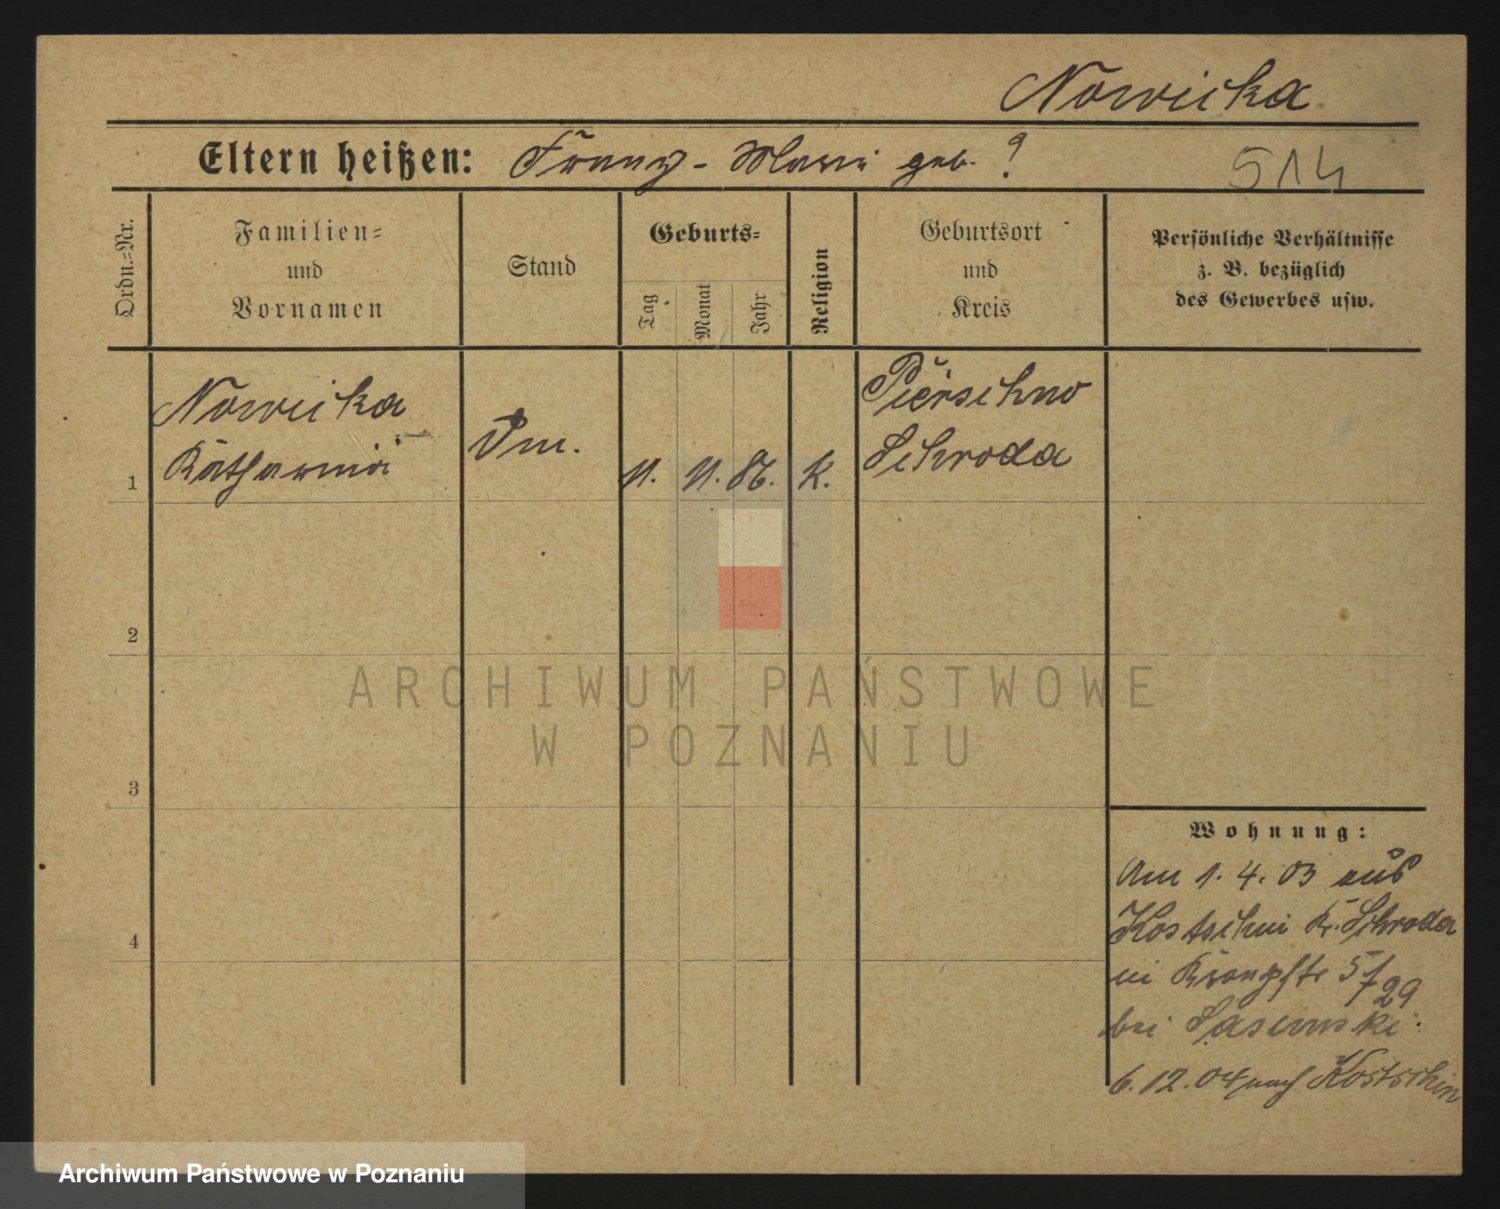 Nowicka
Eltern heißen: Franz - Marie geb. ?
514
Ordn.=Nr.
Familien=
und
Vornamen
Stand
Geburts=
Tag
Monat
Jahr
Religion
Geburtsort
und
Kreis
Persönliche Verhältnisse
z. B. bezüglich
des Gewerbes usw.
1
Nowicka
Katharina
Dm.
11. 11. 86. K.
Pierschno
Schroda
2
3
4
Wohnung:
Am 1. 4. 03 aus
Kostschin Kr. Schroda
in 5/29
bei
6. 12. 04 nach Kostschin
ARCHIWUM PAŃSTWOWE
W POZNANIU
Archiwum Państwowe w Poznaniu